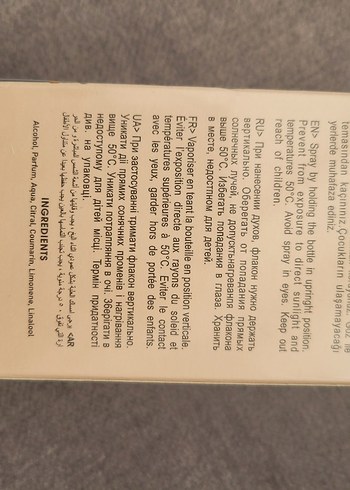 temasından kaçınınız. Çocukların ulaşamayacağı
yerlerde muhafaza ediniz.
EN> Spray by holding the bottle in upright position.
Prevent from exposure to direct sunlight and
temperatures 50°C. Avoid spray in eyes. Keep out
reach of children.
RU> При нанесении духов, флакон нужно держать
вертикально. Оберегать от попадания прямых
солнечных лучей, не допускть нагревания флакона
выше 50°C. Избегать попадания в глаза. Хранить
в месте недоступном для детей.
FR> Vaporiser en teant la bouteille en position verticale.
Eviter l'exposition directe aux rayons du soleil et
températures supérieures à 50°C. Eviter le contact
avec les yeux, garder hors de portée des enfants.
UA> При застосуванні тримати флакон вертикально.
Уникати дії прямих сонячних променів і нагрівання
вище 50°C. Уникати потраплення в очі. Зберігати в
недоступному для дітей місці. Термін придатності
див. на упаковці.
INGREDIENTS
Alcohol, Parfum, Aqua, Citral, Coumarin, Limonene, Linalool